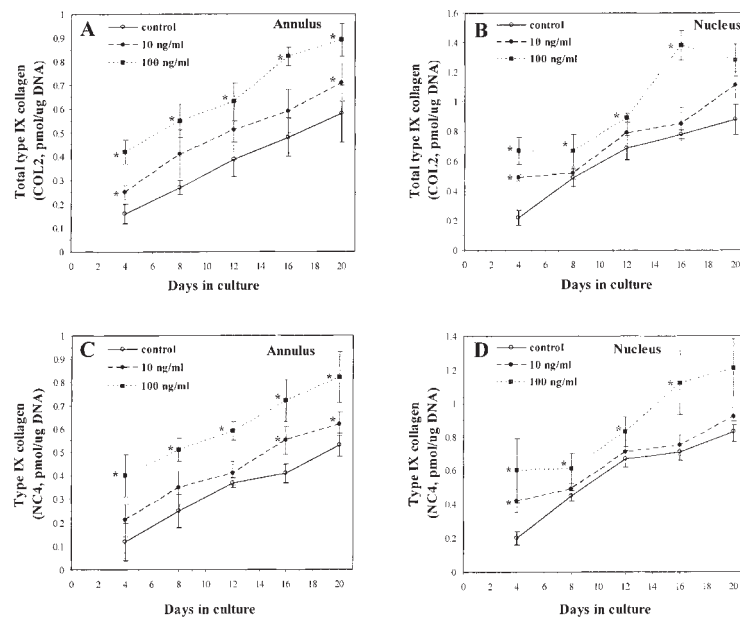 A
Annulus
control
10 ng/ml
100 ng/ml
Total type IX collagen
(COL2, pmol/ug DNA)
1
0.9
0.8
0.7
0.6
0.5
0.4
0.3
0.2
0.1
0
* * * * *
* *
0 2 4 6 8 10 12 14 16 18 20
Days in culture
B
Nucleus
control
10 ng/ml
100 ng/ml
Total type IX collagen
(COL2, pmol/ug DNA)
1.6
1.4
1.2
1
0.8
0.6
0.4
0.2
0
* * * *
*
0 2 4 6 8 10 12 14 16 18 20
Days in culture
C
Annulus
control
10 ng/ml
100 ng/ml
Type IX collagen
(NC4, pmol/ug DNA)
1
0.9
0.8
0.7
0.6
0.5
0.4
0.3
0.2
0.1
0
* * * * *
* *
0 2 4 6 8 10 12 14 16 18 20
Days in culture
D
Nucleus
control
10 ng/ml
100 ng/ml
Type IX collagen
(NC4, pmol/ug DNA)
1.4
1.2
1
0.8
0.6
0.4
0.2
0
* * * *
*
0 2 4 6 8 10 12 14 16 18 20
Days in culture